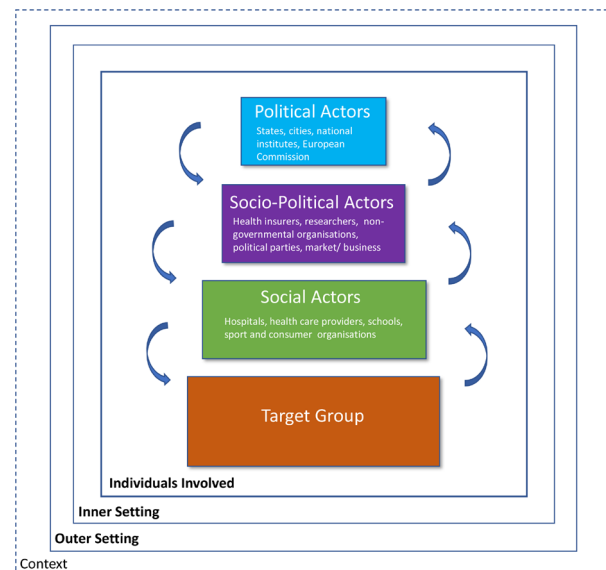 Political Actors
States, cities, national
institutes, European
Commission
Socio-Political Actors
Health insurers, researchers, non-
governmental organisations,
political parties, market/ business
Social Actors
Hospitals, health care providers, schools,
sport and consumer organisations
Target Group
Individuals Involved
Inner Setting
Outer Setting
Context